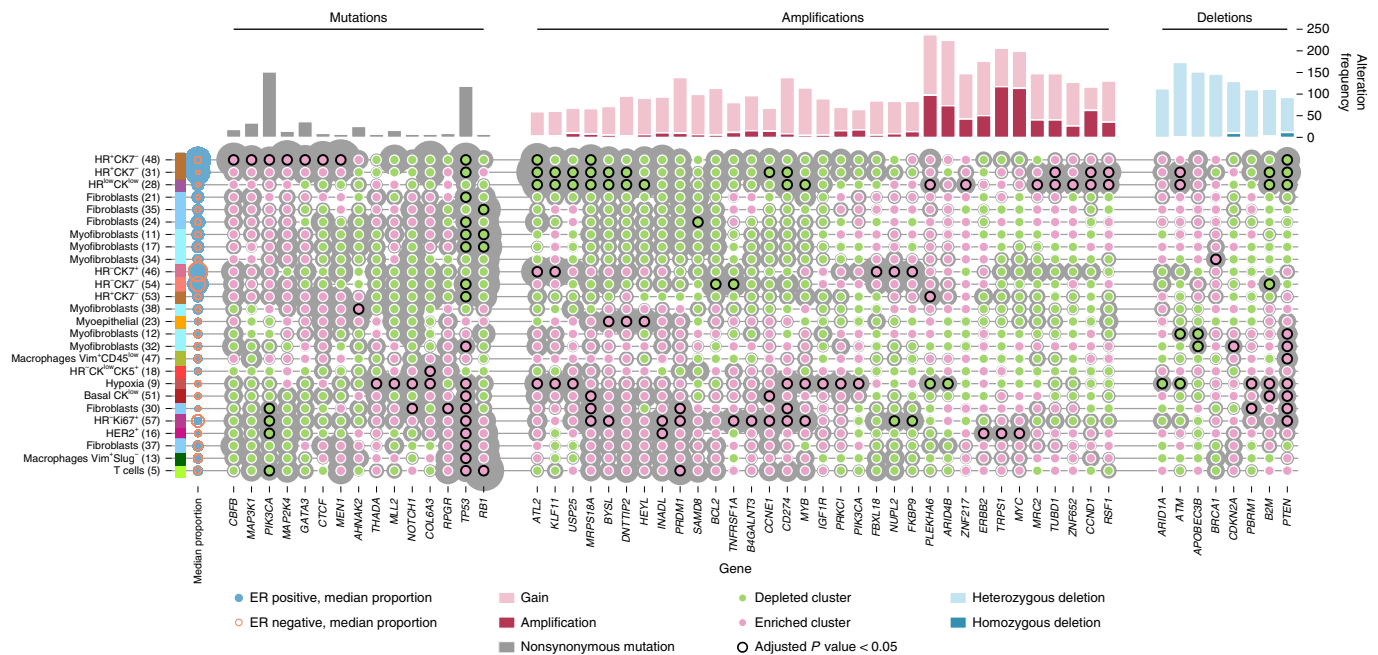 Mutations
Amplifications
Deletions
250
200
150
100
50
0
Alteration frequency
HR⁺CK7⁻ (48)
HR⁺CK7⁻ (31)
HRˡᵒʷCKˡᵒʷ (28)
Fibroblasts (21)
Fibroblasts (35)
Fibroblasts (24)
Myofibroblasts (11)
Myofibroblasts (17)
Myofibroblasts (34)
HR⁻CK7⁺ (46)
HR⁻CK7⁻ (54)
HR⁺CK7⁻ (53)
Myofibroblasts (38)
Myoepithelial (23)
Myofibroblasts (12)
Myofibroblasts (32)
Macrophages Vim⁺CD45ˡᵒʷ (47)
HR⁻CKˡᵒʷCK5⁺ (18)
Hypoxia (9)
Basal CKˡᵒʷ (51)
Fibroblasts (30)
HR⁻Ki67⁺ (57)
HER2⁺ (16)
Fibroblasts (37)
Macrophages Vim⁺Slug⁻ (13)
T cells (5)
Median proportion
CBFB
MAP3K1
PIK3CA
MAP2K4
GATA3
CTCF
MEN1
AHNAK2
THADA
MLL2
NOTCH1
COL6A3
RPGR
TP53
RB1
ATL2
KLF11
USP25
MRPS18A
BYSL
DNTTIP2
HEYL
INADL
PRDM1
SAMD8
BCL2
TNFRSF1A
B4GALNT3
CCNE1
CD274
MYB
IGF1R
PRKCI
PIK3CA
FBXL18
NUPL2
FKBP9
PLEKHA6
ARID4B
ZNF217
ERBB2
TRPS1
MYC
MRC2
TUBD1
ZNF652
CCND1
RSF1
ARID1A
ATM
APOBEC3B
BRCA1
CDKN2A
PBRM1
B2M
PTEN
Gene
ER positive, median proportion
ER negative, median proportion
Gain
Amplification
Nonsynonymous mutation
Depleted cluster
Enriched cluster
Adjusted P value < 0.05
Heterozygous deletion
Homozygous deletion